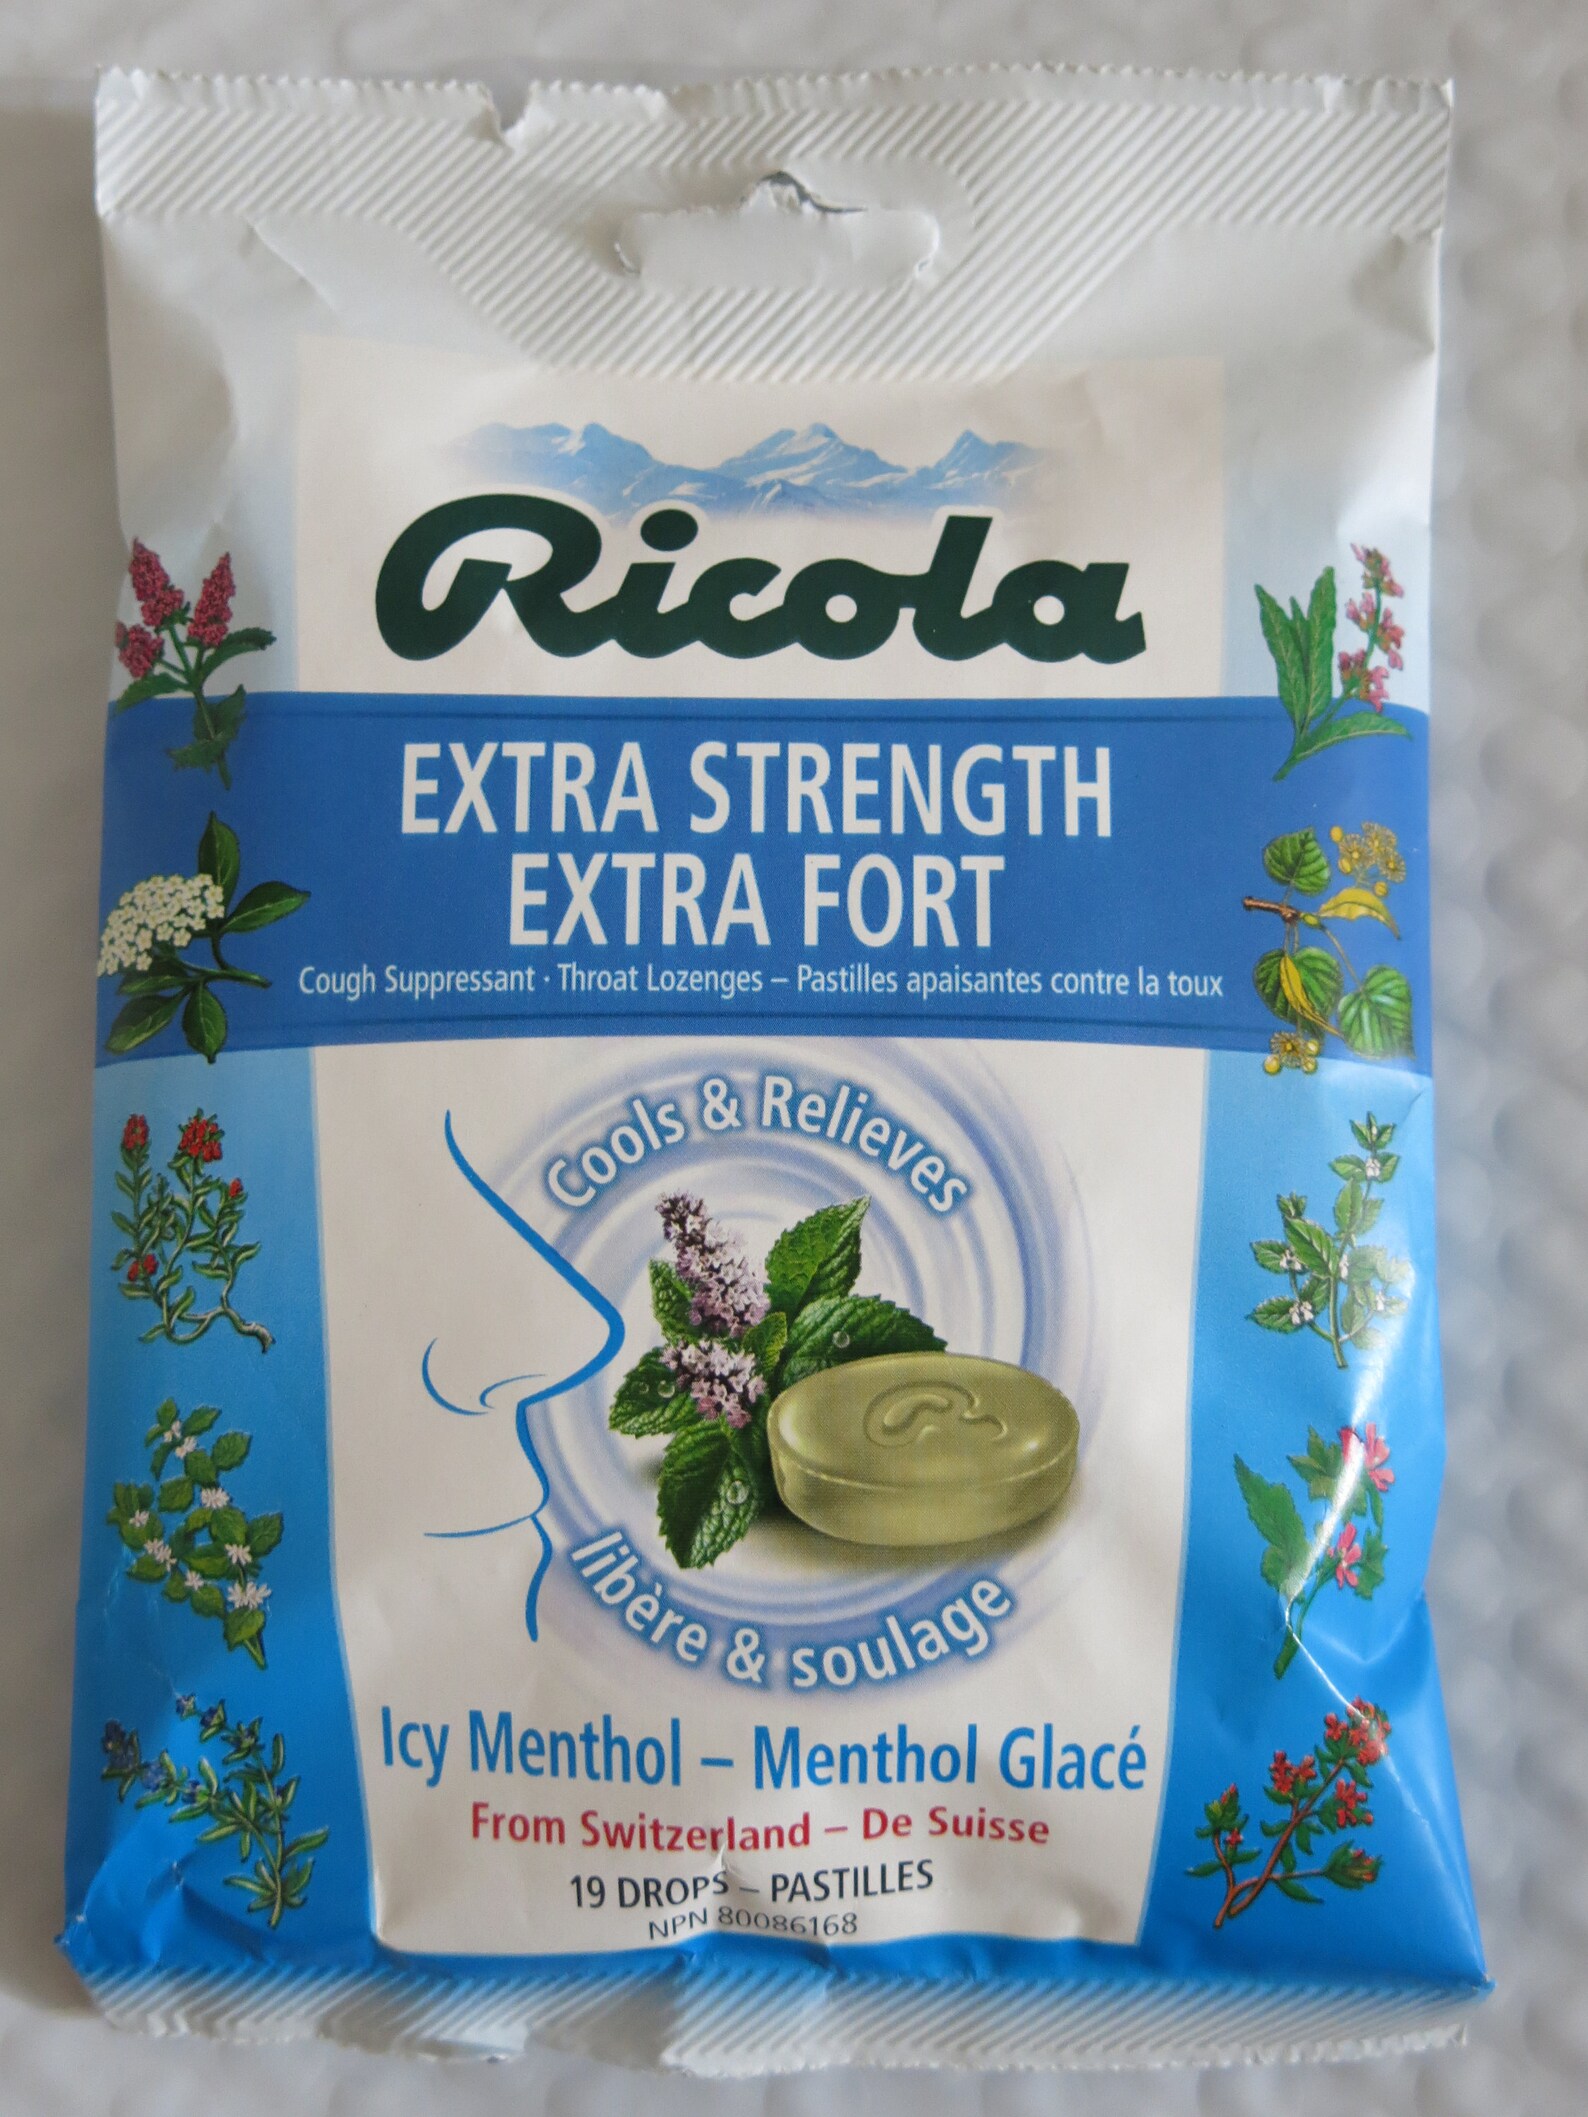 Ricola
EXTRA STRENGTH
EXTRA FORT
Cough Suppressant · Throat Lozenges – Pastilles apaisantes contre la toux
Cools & Relieves
libère & soulage
Icy Menthol – Menthol Glacé
From Switzerland – De Suisse
19 DROPS – PASTILLES
NPN 80086168